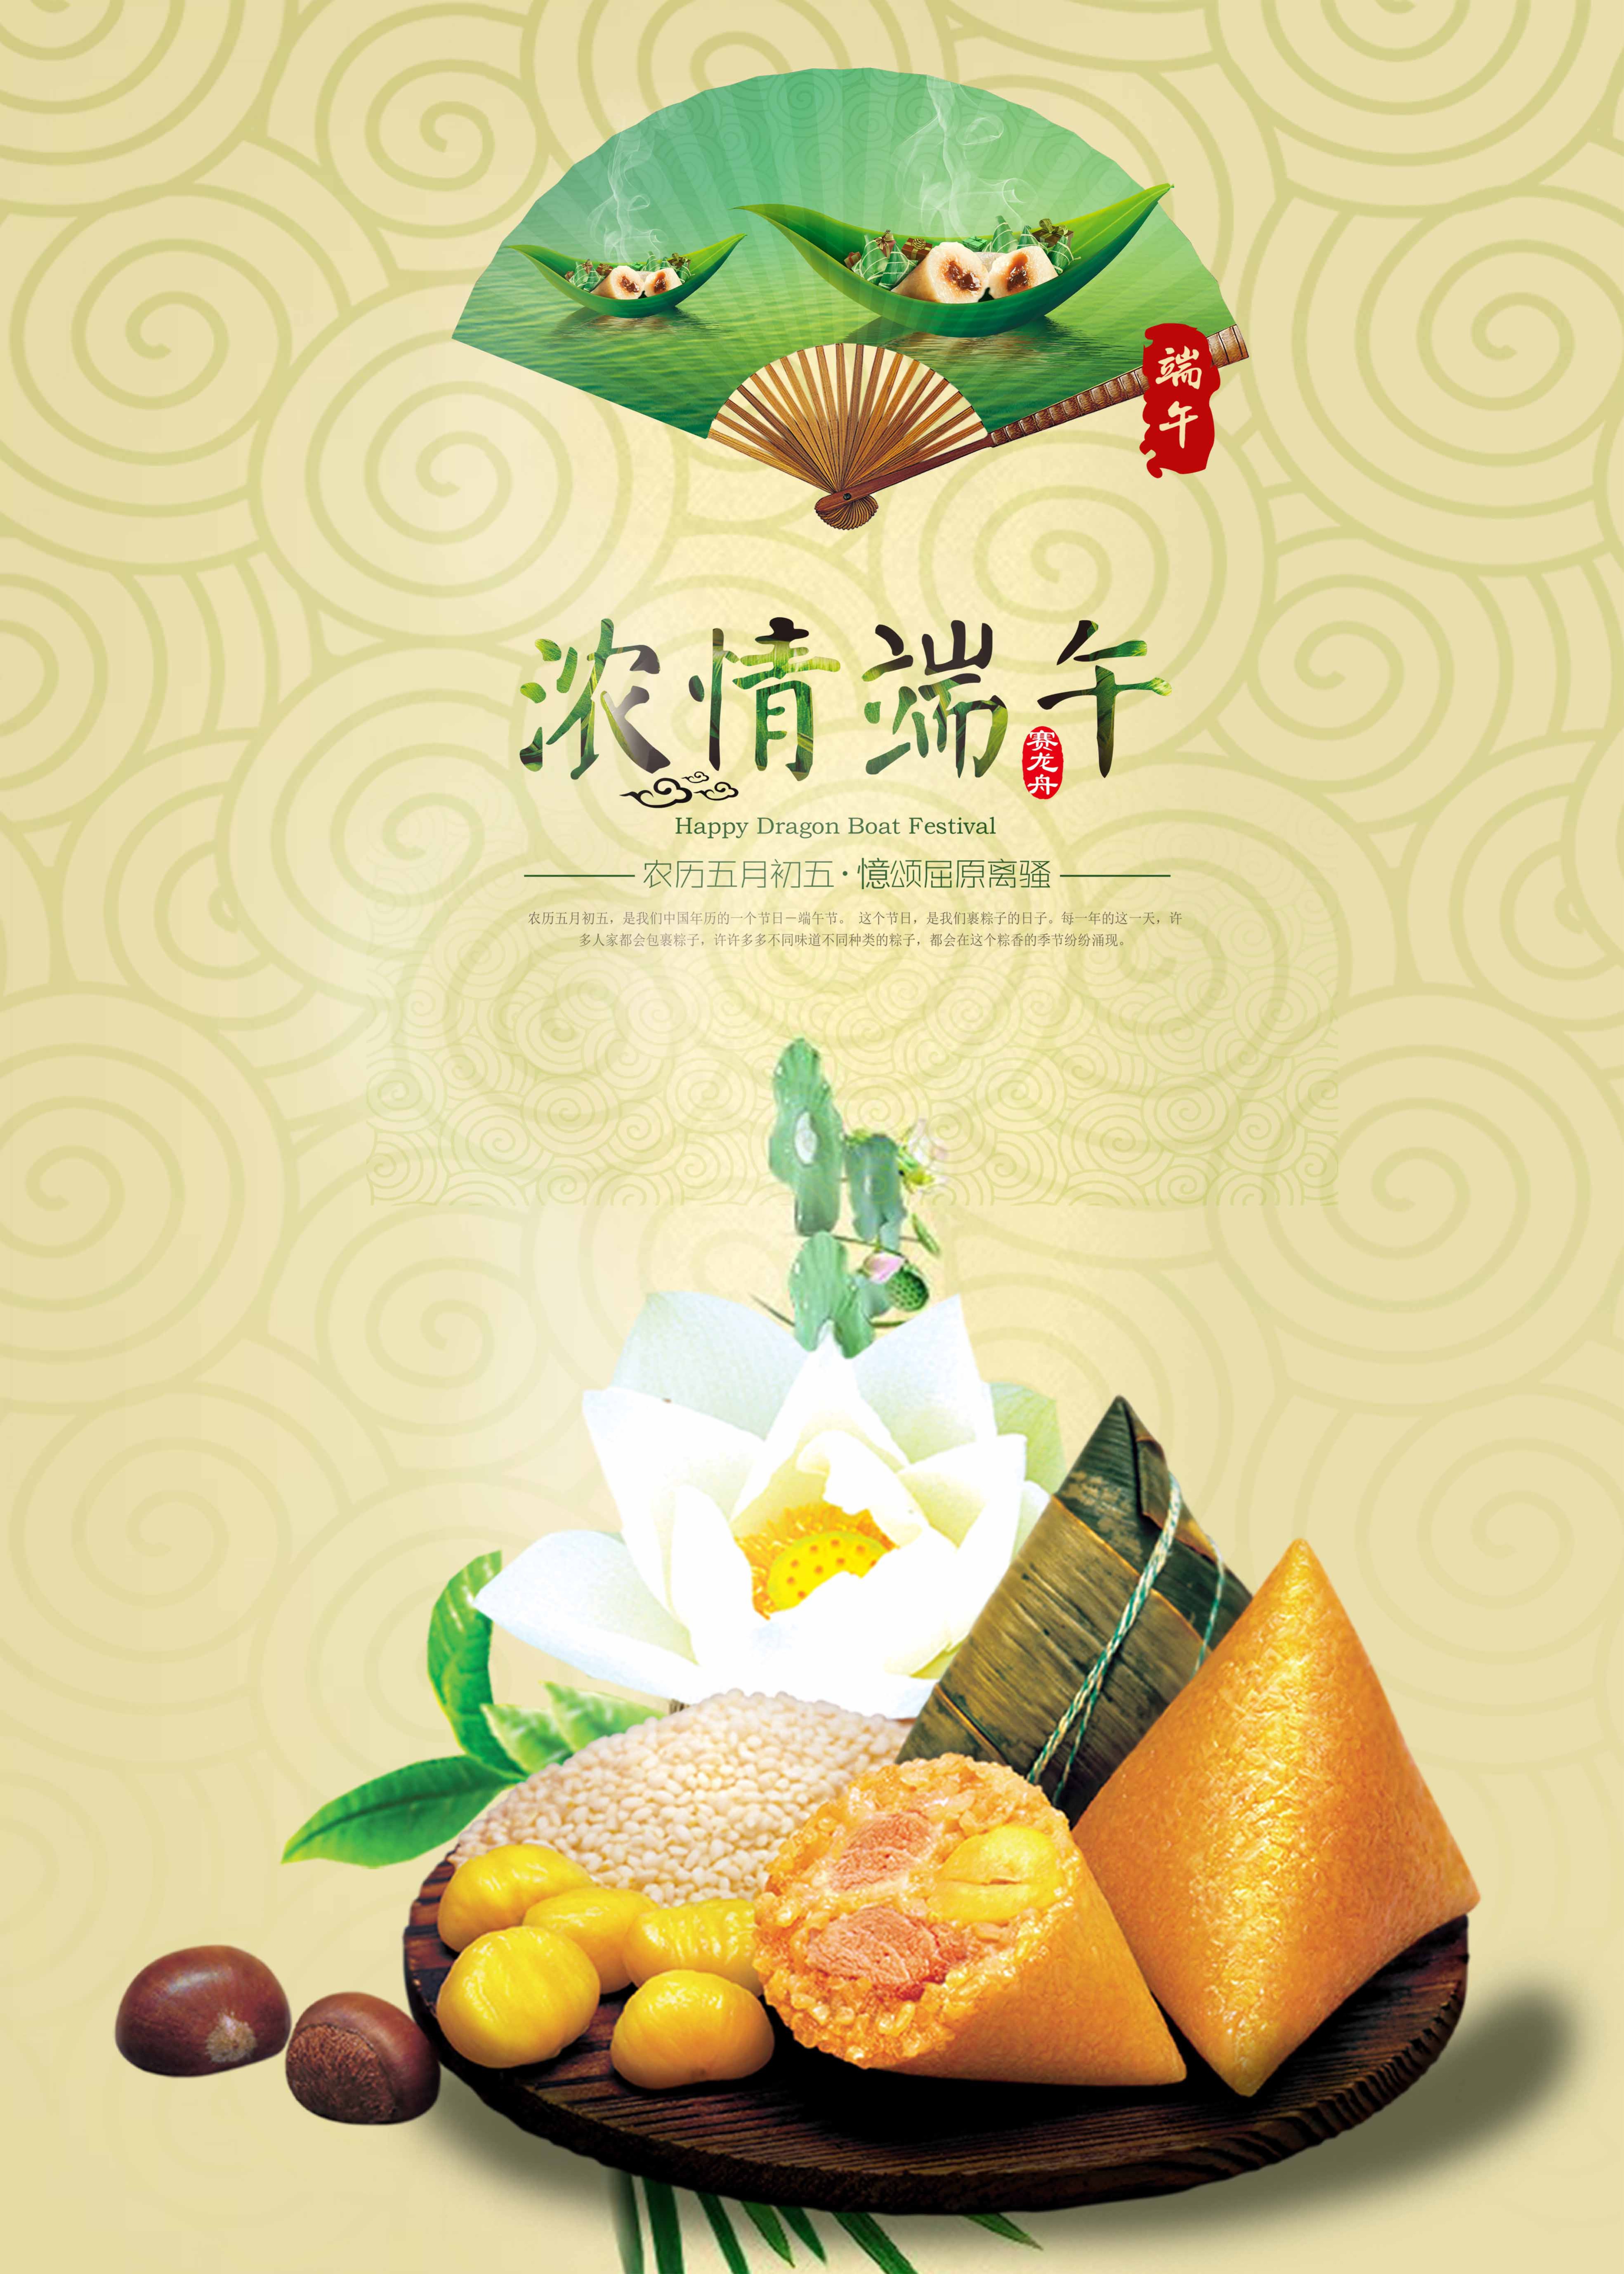 端
午
浓情端午
赛
龙
舟
Happy Dragon Boat Festival
农历五月初五·憶颂屈原离骚
农历五月初五，是我们中国年历的一个节日－端午节。 这个节日，是我们裹粽子的日子。每一年的这一天，许
多人家都会包裹粽子，许许多多不同味道不同种类的粽子，都会在这个粽香的季节纷纷涌现。